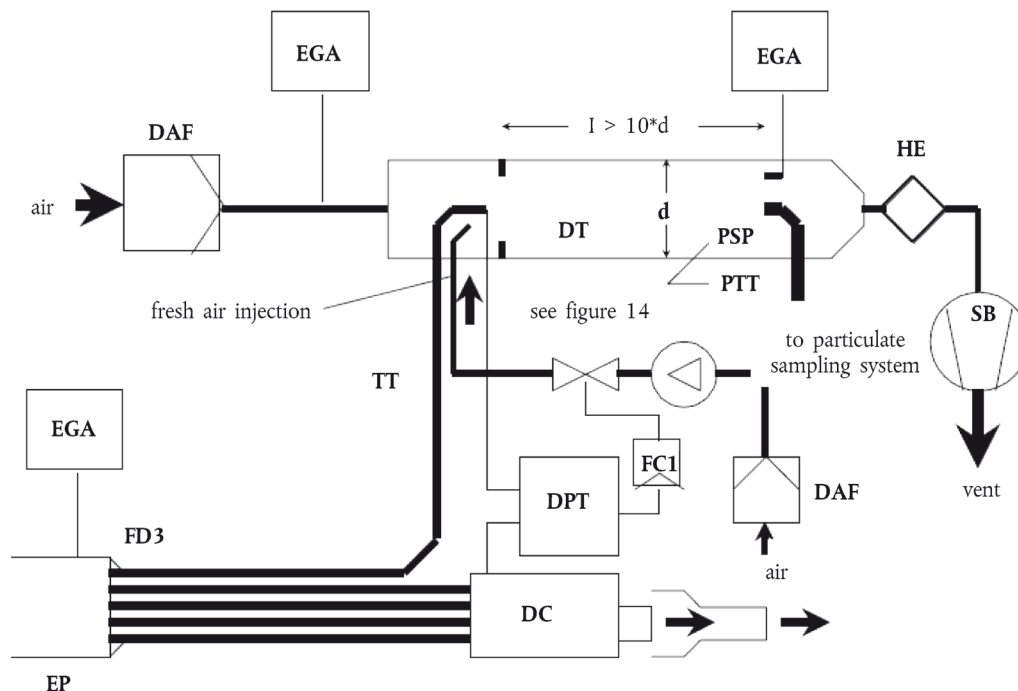 EGA
EGA
DAF
l > 10*d
HE
air
d
DT
PSP
PTT
fresh air injection
see figure 14
SB
to particulate
sampling system
TT
EGA
FC1
DPT
DAF
vent
FD3
air
DC
EP